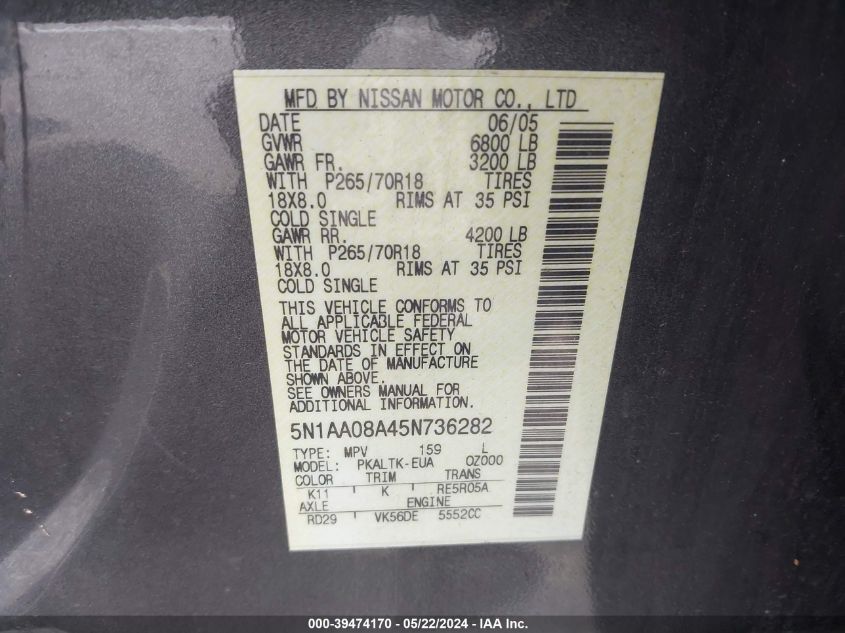 MFD BY NISSAN MOTOR CO., LTD
DATE 06/05
GVWR 6800 LB
GAWR FR. 3200 LB
WITH P265/70R18 TIRES
18X8.0 RIMS AT 35 PSI
COLD SINGLE
GAWR RR. 4200 LB
WITH P265/70R18 TIRES
18X8.0 RIMS AT 35 PSI
COLD SINGLE
THIS VEHICLE CONFORMS TO
ALL APPLICABLE FEDERAL
MOTOR VEHICLE SAFETY
STANDARDS IN EFFECT ON
THE DATE OF MANUFACTURE
SHOWN ABOVE.
SEE OWNERS MANUAL FOR
ADDITIONAL INFORMATION
5N1AA08A45N736282
TYPE: MPV 159 L
MODEL: PKALTK-EUA 0Z000
COLOR TRIM TRANS
K11 K RE5R05A
AXLE ENGINE
RD29 VK56DE 5552CC
000-39474170 - 05/22/2024 - IAA Inc.